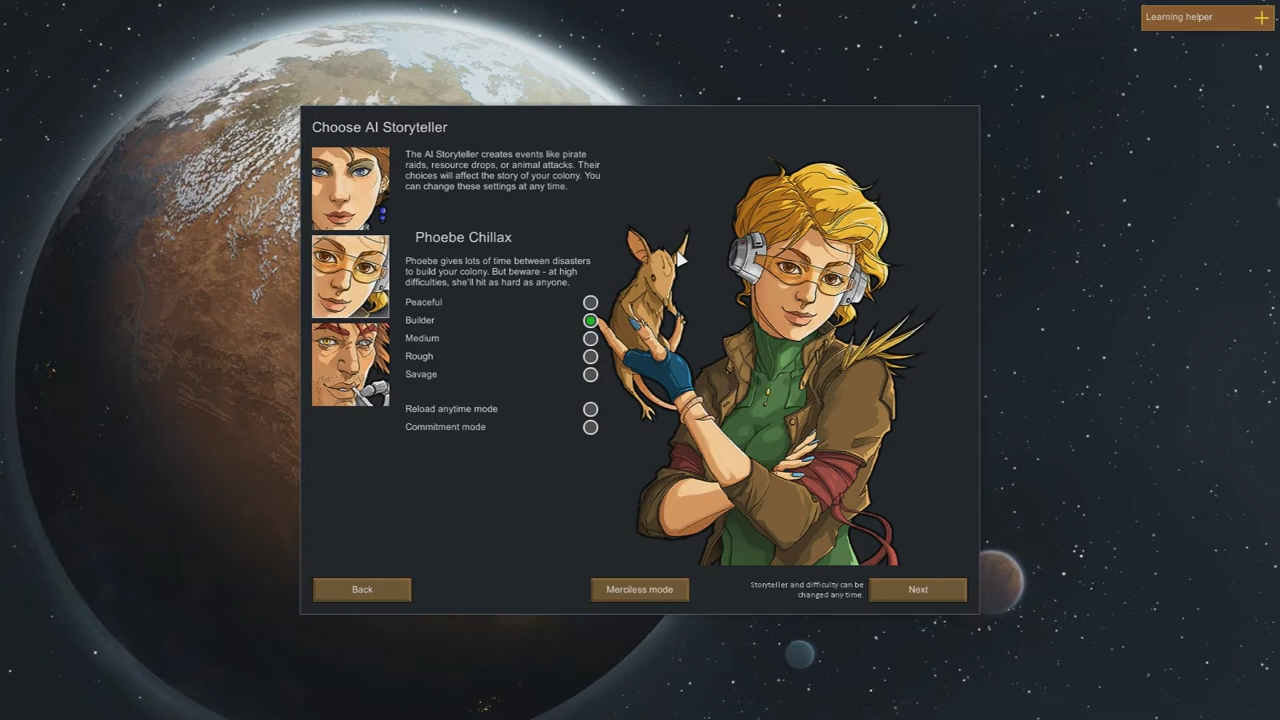 Learning helper
Choose AI Storyteller
The AI Storyteller creates events like pirate
raids, resource drops, or animal attacks. Their
choices will affect the story of your colony. You
can change these settings at any time.
Phoebe Chillax
Phoebe gives lots of time between disasters
to build your colony. But beware - at high
difficulties, she'll hit as hard as anyone.
Peaceful
Builder
Medium
Rough
Savage
Reload anytime mode
Commitment mode
Back
Merciless mode
Storyteller and difficulty can be
changed any time.
Next